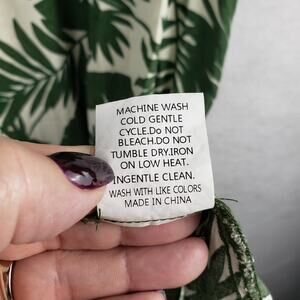 MACHINE WASH
COLD GENTLE
CYCLE.Do NOT
BLEACH.DO NOT
TUMBLE DRY.IRON
ON LOW HEAT.
INGENTLE CLEAN.
WASH WITH LIKE COLORS
MADE IN CHINA